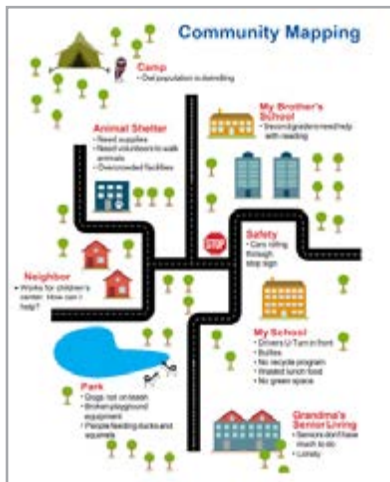 Community Mapping
Camp
• Owl population is dwindling
My Brother's
School
• Second graders need help
with reading
Animal Shelter
• Need supplies
• Need volunteers to walk
animals
• Overcrowded facilities
STOP
Safety
• Cars rolling
through
stop sign
Neighbor
• Works for children's
center. How can I
help?
My School
• Drivers U-Turn in front
• Bullies
• No recycle program
• Wasted lunch food
• No green space
Park
• Dogs not on leash
• Broken playground
equipment
• People feeding ducks and
squirrels
Grandma's
Senior Living
• Seniors don't have
much to do
• Lonely